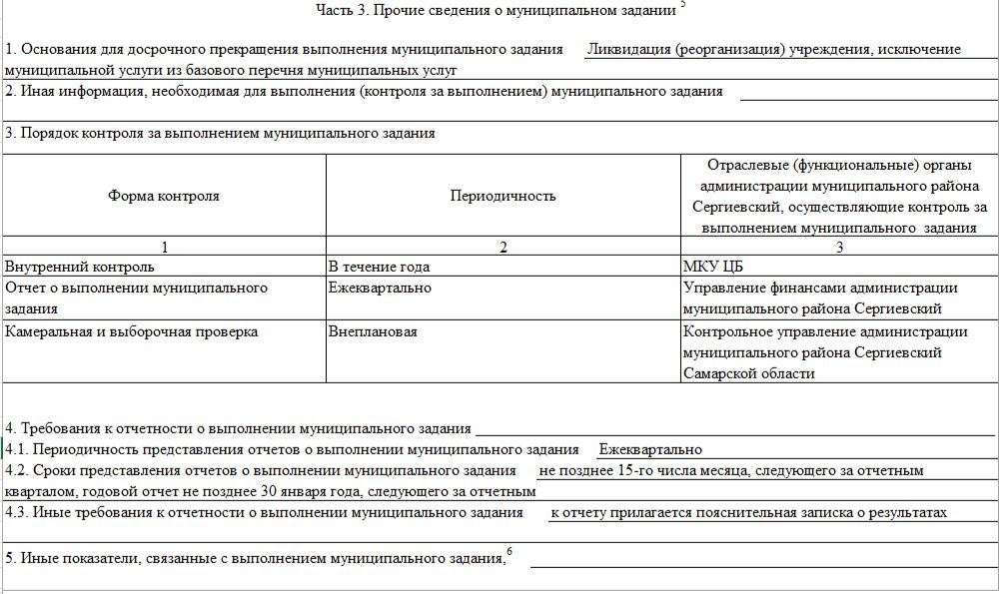 Часть 3. Прочие сведения о муниципальном задании 5
1. Основания для досрочного прекращения выполнения муниципального задания Ликвидация (реорганизация) учреждения, исключение
муниципальной услуги из базового перечня муниципальных услуг
2. Иная информация, необходимая для выполнения (контроля за выполнением) муниципального задания
3. Порядок контроля за выполнением муниципального задания
Форма контроля
Периодичность
Отраслевые (функциональные) органы
администрации муниципального района
Сергиевский, осуществляющие контроль за
выполнением муниципального задания
1
2
3
Внутренний контроль
В течение года
МКУ ЦБ
Отчет о выполнении муниципального
задания
Ежеквартально
Управление финансами администрации
муниципального района Сергиевский
Камеральная и выборочная проверка
Внеплановая
Контрольное управление администрации
муниципального района Сергиевский
Самарской области
4. Требования к отчетности о выполнении муниципального задания
4.1. Периодичность представления отчетов о выполнении муниципального задания Ежеквартально
4.2. Сроки представления отчетов о выполнении муниципального задания не позднее 15-го числа месяца, следующего за отчетным
кварталом, годовой отчет не позднее 30 января года, следующего за отчетным
4.3. Иные требования к отчетности о выполнении муниципального задания к отчету прилагается пояснительная записка о результатах
5. Иные показатели, связанные с выполнением муниципального задания,6